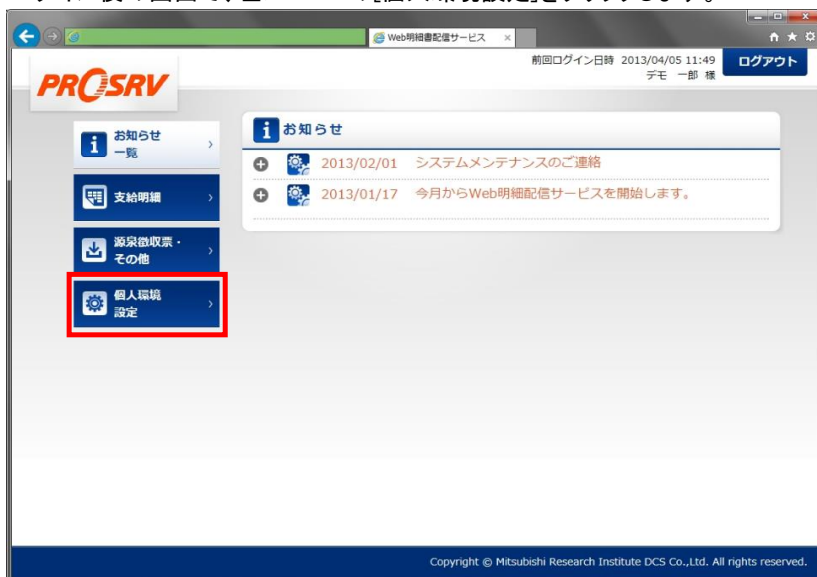 Web明細書配信サービス
前回ログイン日時 2013/04/05 11:49
デモ 一郎 様
ログアウト
PROSRV
お知らせ
一覧
支給明細
源泉徴収票・
その他
個人環境
設定
お知らせ
2013/02/01 システムメンテナンスのご連絡
2013/01/17 今月からWeb明細配信サービスを開始します。
Copyright © Mitsubishi Research Institute DCS Co.,Ltd. All rights reserved.